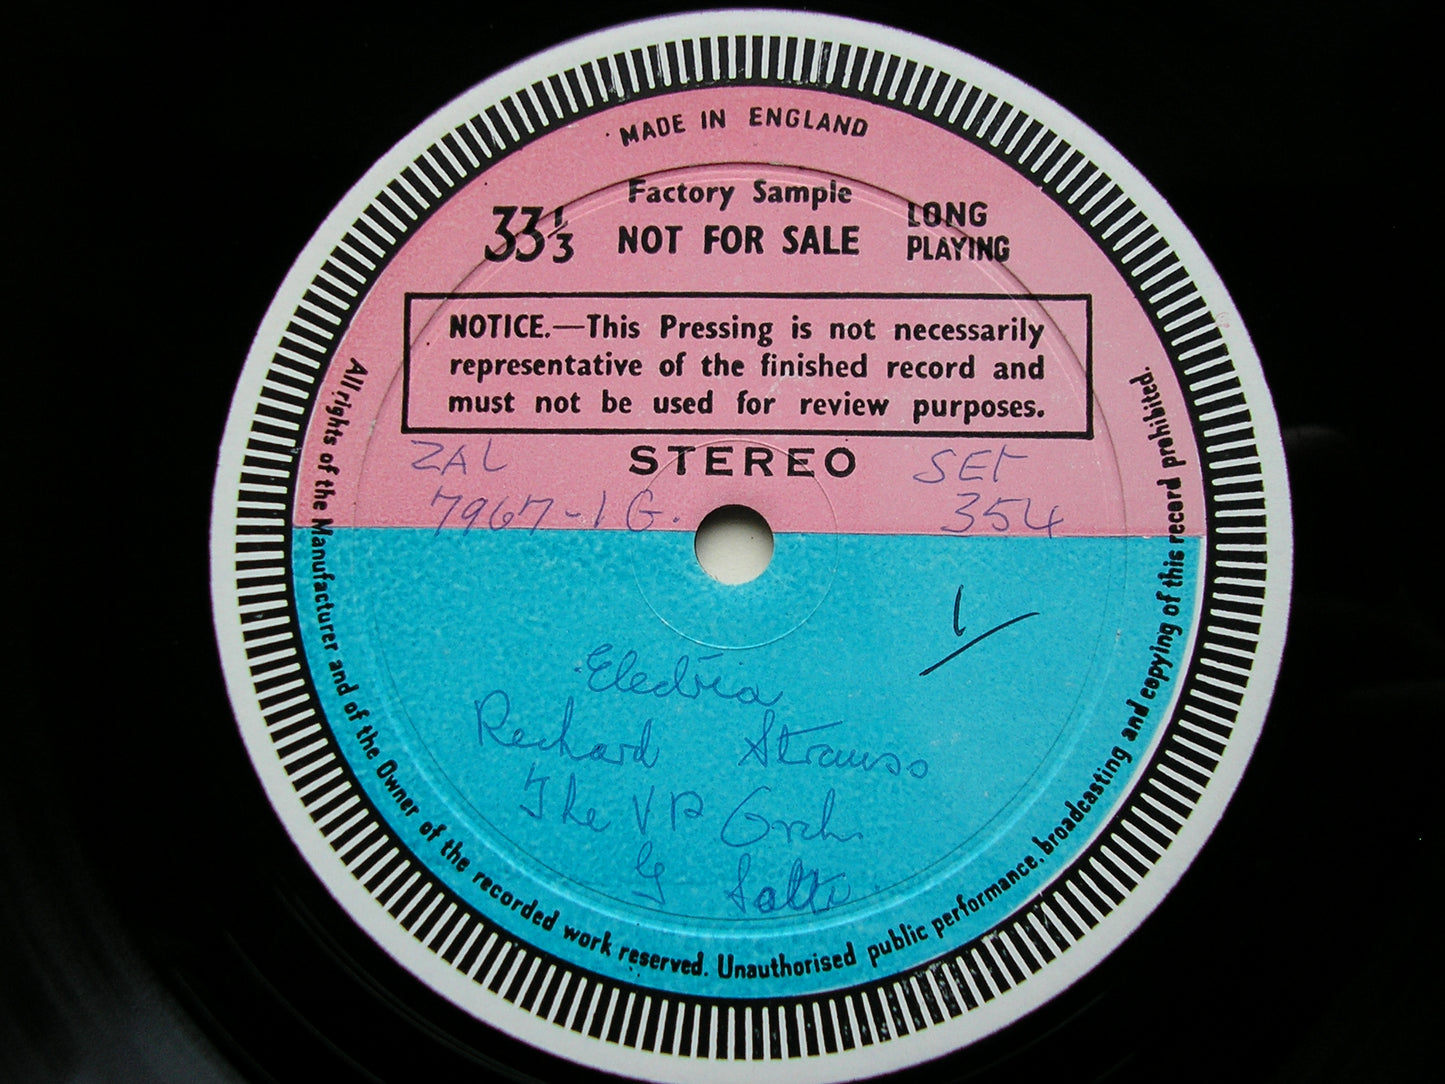 MADE IN ENGLAND
Factory Sample
33⅓ NOT FOR SALE LONG PLAYING
NOTICE.—This Pressing is not necessarily
representative of the finished record and
must not be used for review purposes.
STEREO
ZAL
7967-1G.
SET
354
1
Electra
Richard Strauss
The VP Orch.
G Solti
All rights of the Manufacturer and of the Owner of the recorded work reserved. Unauthorised public performance, broadcasting and copying of this record prohibited.